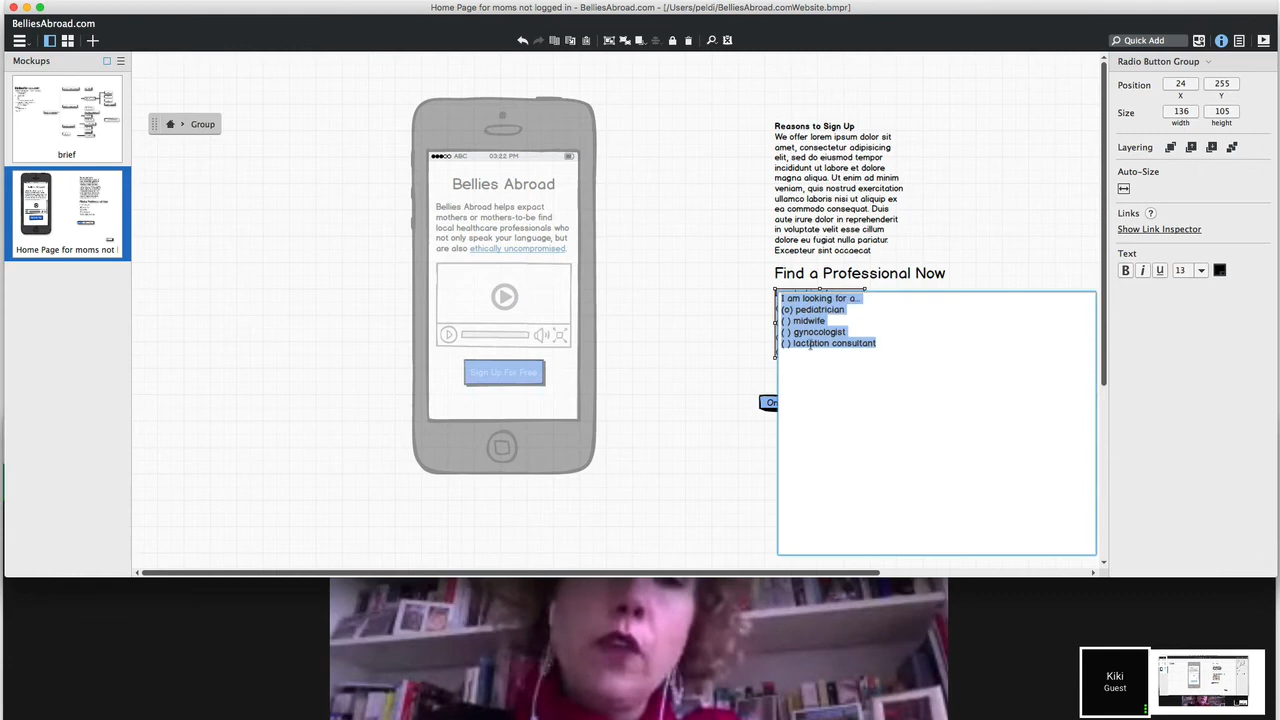 Home Page for moms not logged in - BelliesAbroad.com - [/Users/peldi/BelliesAbroad.comWebsite.bmpr]
BelliesAbroad.com
Quick Add
Mockups
brief
Home Page for moms not l
Group
ABC 03:22 PM
Bellies Abroad
Bellies Abroad helps expact
mothers or mothers-to-be find
local healthcare professionals who
not only speak your language, but
are also ethically uncompromised.
Sign Up For Free
Reasons to Sign Up
We offer lorem ipsum dolor sit
amet, consectetur adipisicing
elit, sed do eiusmod tempor
incididunt ut labore et dolore
magna aliqua. Ut enim ad minim
veniam, quis nostrud exercitation
ullamco laboris nisi ut aliquip ex
ea commodo consequat. Duis
aute irure dolor in reprehenderit
in voluptate velit esse cillum
dolore eu fugiat nulla pariatur.
Excepteur sint occaecat
Find a Professional Now
I am looking for a...
(o) pediatrician
( ) midwife
( ) gynocologist
( ) lactation consultant
Radio Button Group
Position 24 255
X Y
Size 136 105
width height
Layering
Auto-Size
Links ?
Show Link Inspector
Text
B i U 13
Kiki
Guest